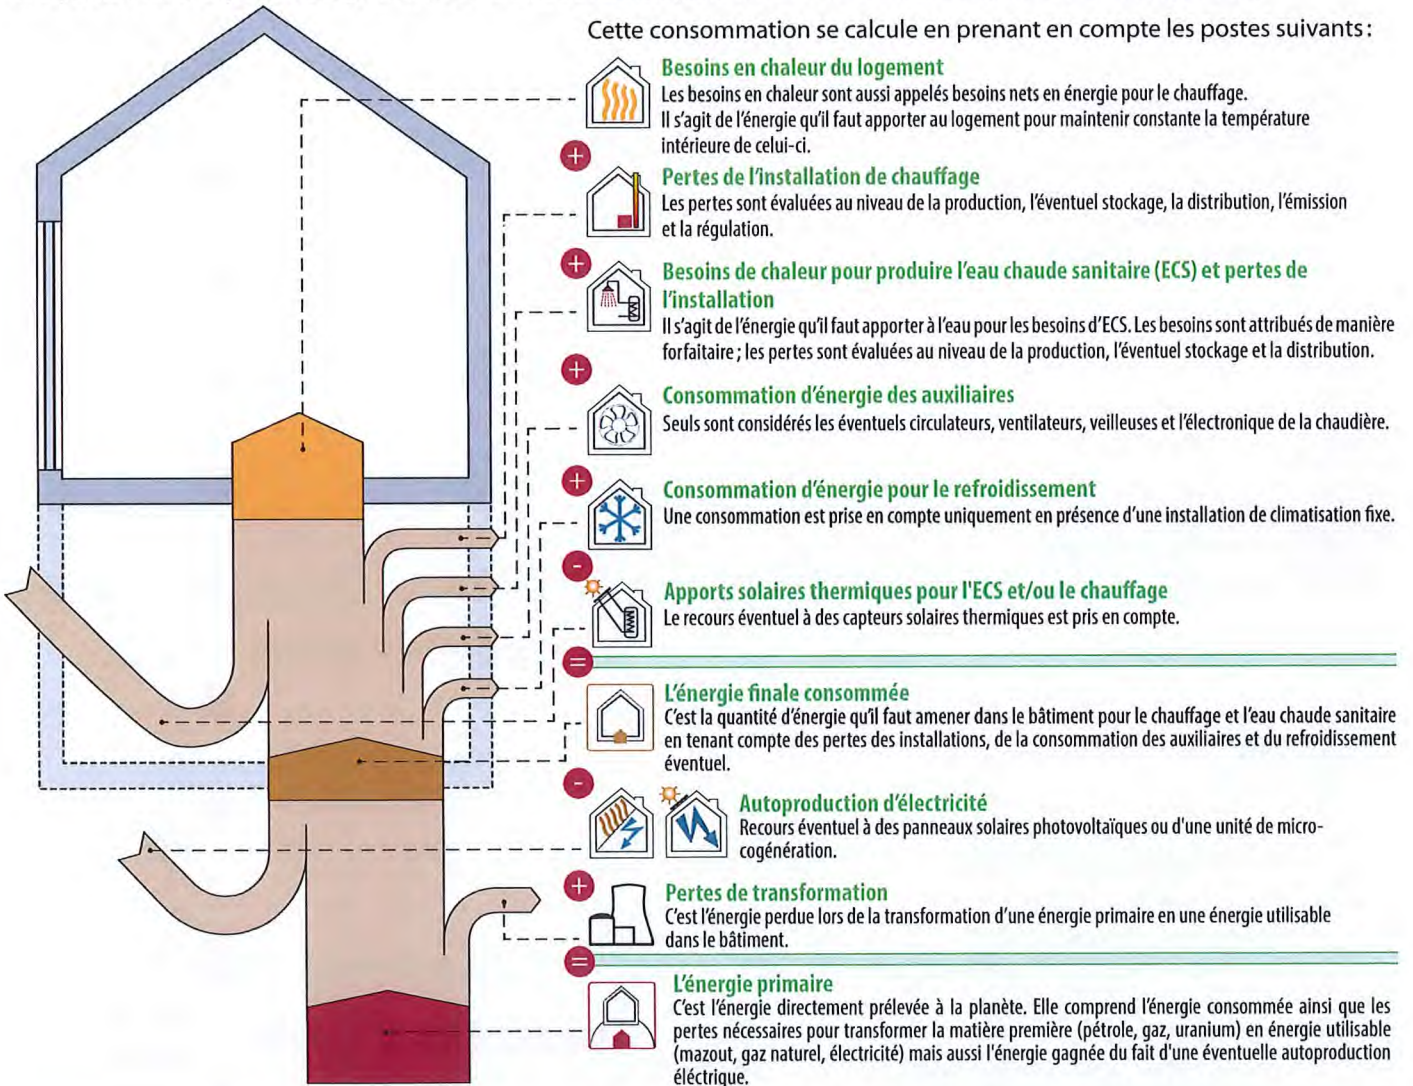 Cette consommation se calcule en prenant en compte les postes suivants :
Besoins en chaleur du logement
Les besoins en chaleur sont aussi appelés besoins nets en énergie pour le chauffage.
Il s'agit de l'énergie qu'il faut apporter au logement pour maintenir constante la température
intérieure de celui-ci.
+
Pertes de l'installation de chauffage
Les pertes sont évaluées au niveau de la production, l'éventuel stockage, la distribution, l'émission
et la régulation.
+
Besoins de chaleur pour produire l'eau chaude sanitaire (ECS) et pertes de
l'installation
Il s'agit de l'énergie qu'il faut apporter à l'eau pour les besoins d'ECS. Les besoins sont attribués de manière
forfaitaire ; les pertes sont évaluées au niveau de la production, l'éventuel stockage et la distribution.
+
Consommation d'énergie des auxiliaires
Seuls sont considérés les éventuels circulateurs, ventilateurs, veilleuses et l'électronique de la chaudière.
+
Consommation d'énergie pour le refroidissement
Une consommation est prise en compte uniquement en présence d'une installation de climatisation fixe.
-
Apports solaires thermiques pour l'ECS et/ou le chauffage
Le recours éventuel à des capteurs solaires thermiques est pris en compte.
=
L'énergie finale consommée
C'est la quantité d'énergie qu'il faut amener dans le bâtiment pour le chauffage et l'eau chaude sanitaire
en tenant compte des pertes des installations, de la consommation des auxiliaires et du refroidissement
éventuel.
-
Autoproduction d'électricité
Recours éventuel à des panneaux solaires photovoltaïques ou d'une unité de micro-
cogénération.
+
Pertes de transformation
C'est l'énergie perdue lors de la transformation d'une énergie primaire en une énergie utilisable
dans le bâtiment.
=
L'énergie primaire
C'est l'énergie directement prélevée à la planète. Elle comprend l'énergie consommée ainsi que les
pertes nécessaires pour transformer la matière première (pétrole, gaz, uranium) en énergie utilisable
(mazout, gaz naturel, électricité) mais aussi l'énergie gagnée du fait d'une éventuelle autoproduction
éléctrique.